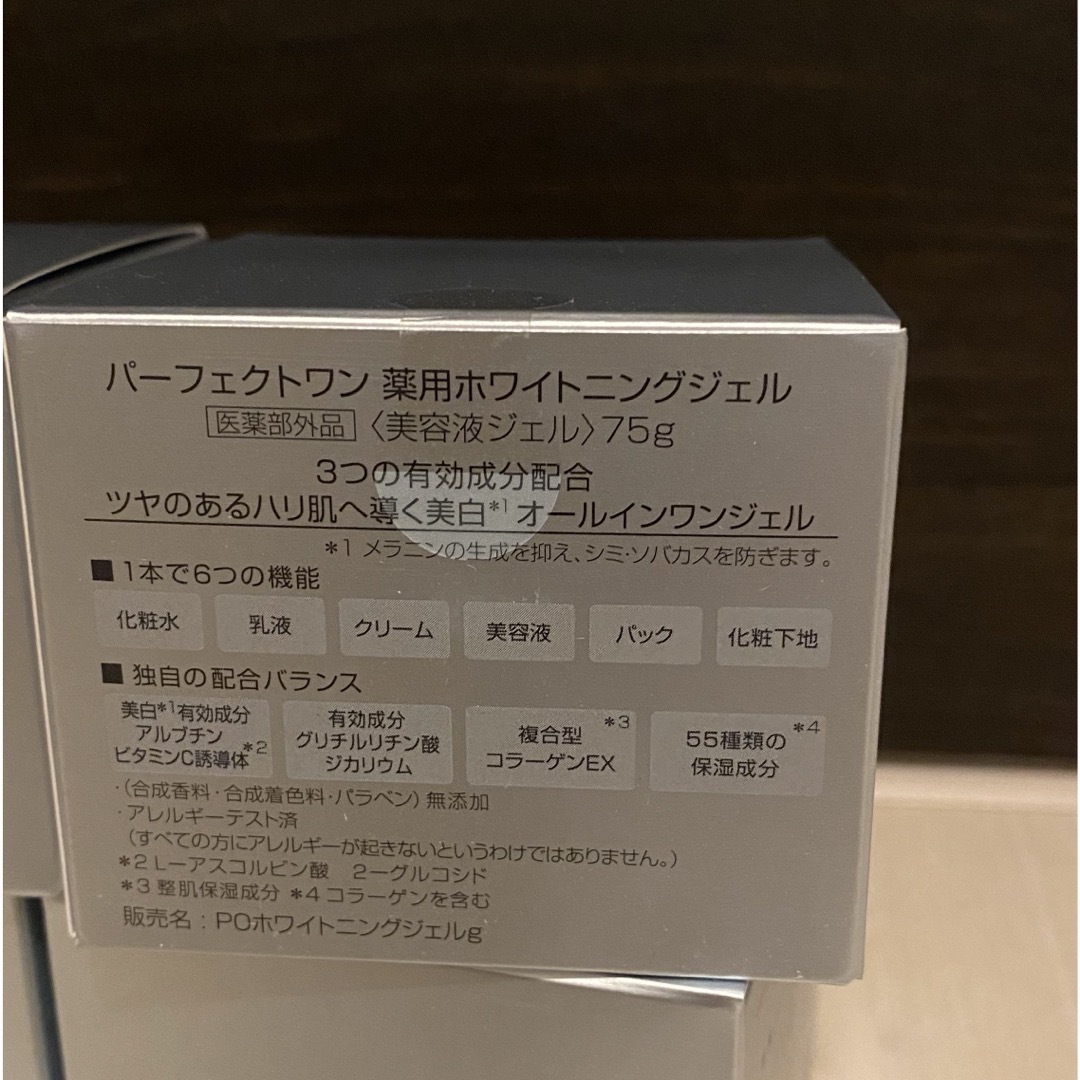 パーフェクトワン 薬用ホワイトニングジェル
医薬部外品 〈美容液ジェル〉75g
3つの有効成分配合
ツヤのあるハリ肌へ導く美白*1 オールインワンジェル
*1 メラニンの生成を抑え、シミ・ソバカスを防ぎます。
■ 1本で6つの機能
化粧水 乳液 クリーム 美容液 パック 化粧下地
■ 独自の配合バランス
美白*1有効成分
アルブチン
ビタミンC誘導体*2
有効成分
グリチルリチン酸
ジカリウム
複合型*3
コラーゲンEX
55種類の*4
保湿成分
・(合成香料・合成着色料・パラベン)無添加
・アレルギーテスト済
(すべての方にアレルギーが起きないというわけではありません。)
*2 L-アスコルビン酸 2-グルコシド
*3 整肌保湿成分 *4 コラーゲンを含む
販売名:POホワイトニングジェルg